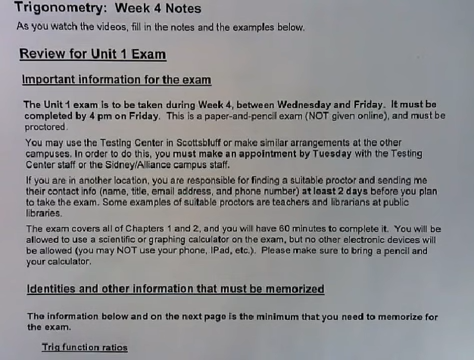 Trigonometry: Week 4 Notes
As you watch the videos, fill in the notes and the examples below.
Review for Unit 1 Exam
Important information for the exam
The Unit 1 exam is to be taken during Week 4, between Wednesday and Friday. It must be
completed by 4 pm on Friday. This is a paper-and-pencil exam (NOT given online), and must be
proctored.
You may use the Testing Center in Scottsbluff or make similar arrangements at the other
campuses. In order to do this, you must make an appointment by Tuesday with the Testing
Center staff or the Sidney/Alliance campus staff.
If you are in another location, you are responsible for finding a suitable proctor and sending me
their contact info (name, title, email address, and phone number) at least 2 days before you plan
to take the exam. Some examples of suitable proctors are teachers and librarians at public
libraries.
The exam covers all of Chapters 1 and 2, and you will have 60 minutes to complete it. You will be
allowed to use a scientific or graphing calculator on the exam, but no other electronic devices will
be allowed (you may NOT use your phone, IPad, etc.). Please make sure to bring a pencil and
your calculator.
Identities and other information that must be memorized
The information below and on the next page is the minimum that you need to memorize for
the exam.
Trig function ratios